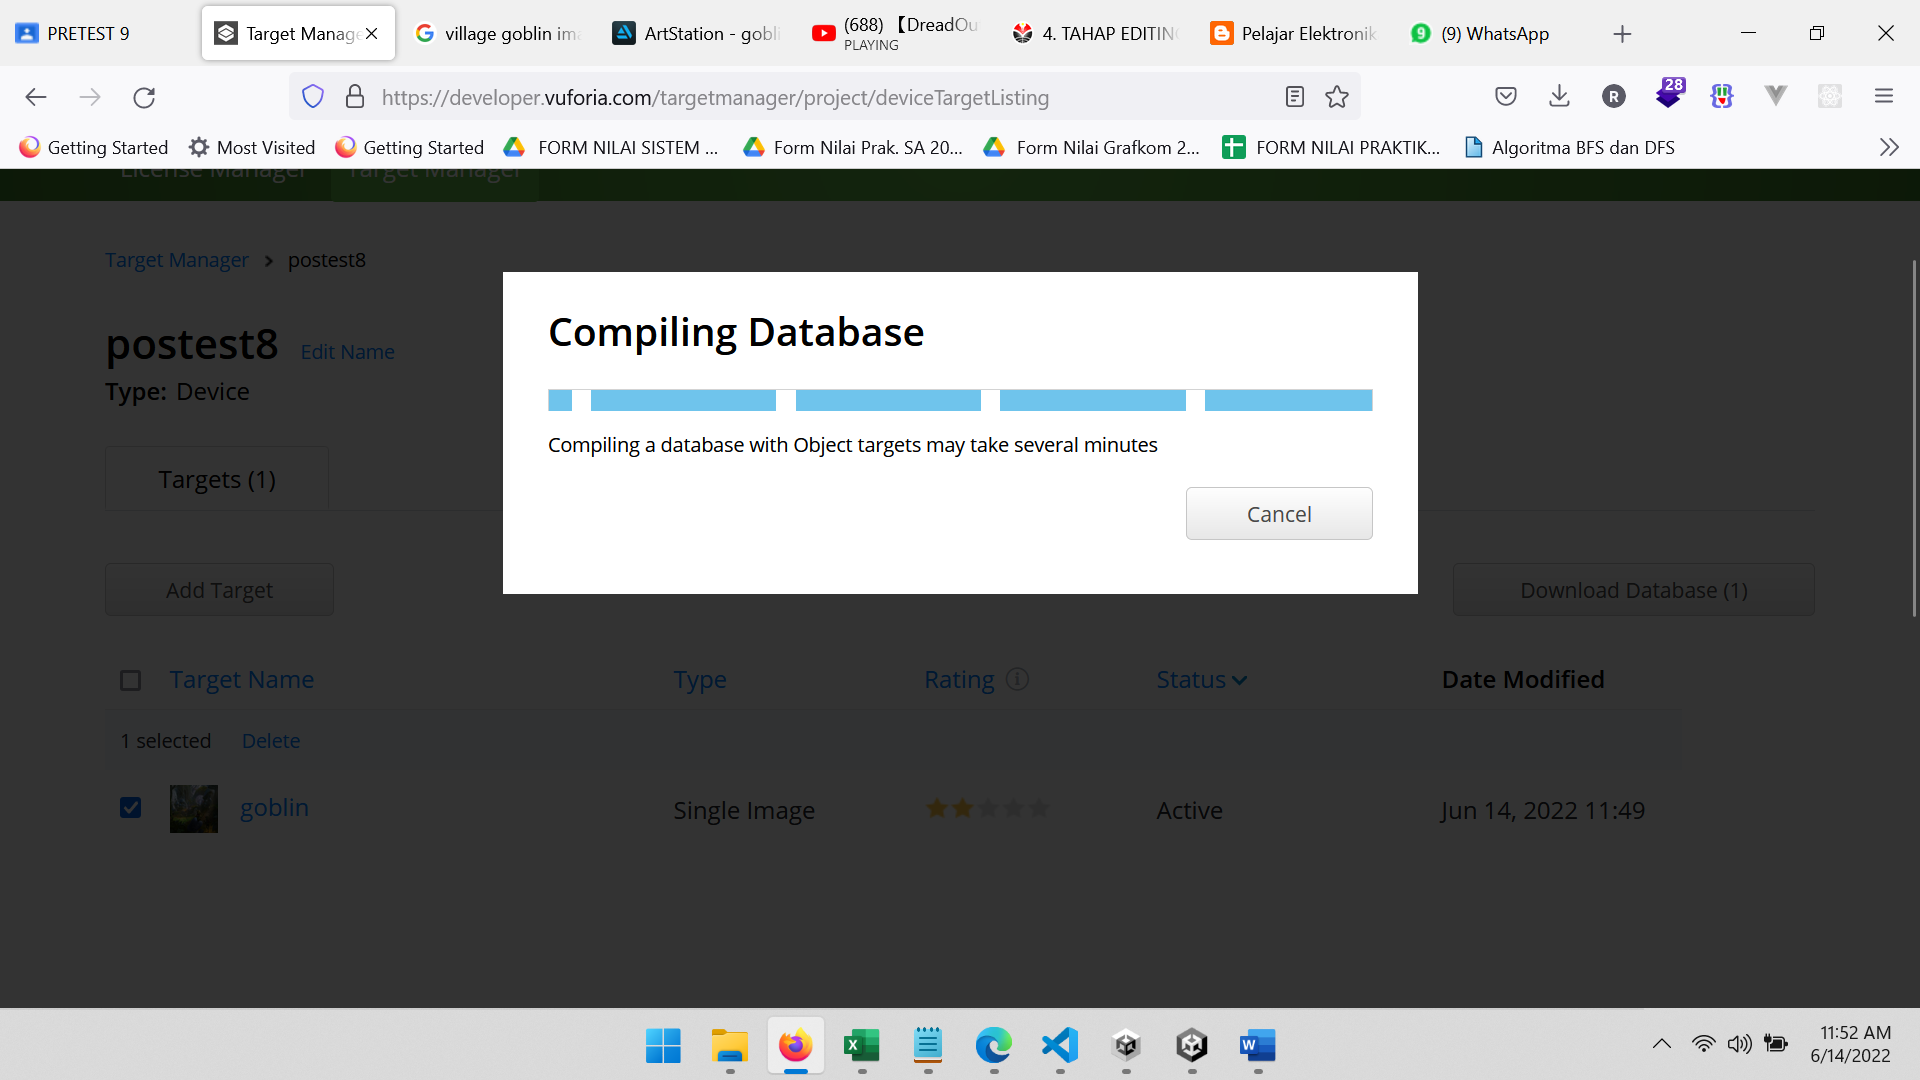 PRETEST 9
Target Manage
village goblin ima
ArtStation - gobli
(688) 【DreadOu
PLAYING
4. TAHAP EDITING
Pelajar Elektronik
(9) WhatsApp
https://developer.vuforia.com/targetmanager/project/deviceTargetListing
R
28
Getting Started
Most Visited
Getting Started
FORM NILAI SISTEM ...
Form Nilai Prak. SA 20...
Form Nilai Grafkom 2...
FORM NILAI PRAKTIK...
Algoritma BFS dan DFS
License Manager
Target Manager
Target Manager > postest8
postest8 Edit Name
Type: Device
Targets (1)
Compiling Database
Compiling a database with Object targets may take several minutes
Cancel
Add Target
Download Database (1)
Target Name Type Rating Status Date Modified
1 selected Delete
goblin Single Image Active Jun 14, 2022 11:49
11:52 AM
6/14/2022